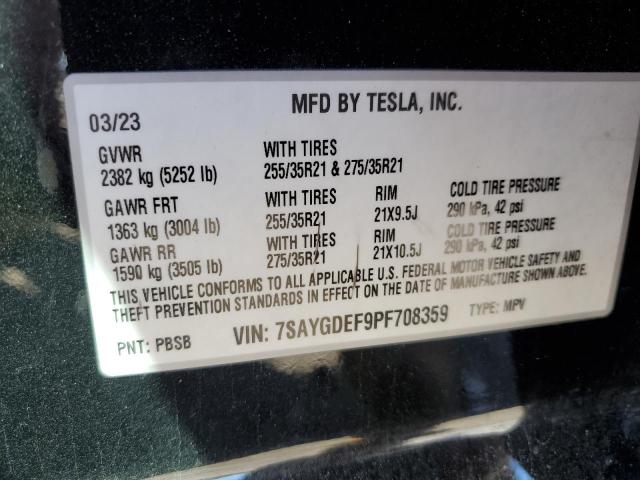 MFD BY TESLA, INC.
03/23
GVWR WITH TIRES
2382 kg (5252 lb) 255/35R21 & 275/35R21
GAWR FRT WITH TIRES RIM COLD TIRE PRESSURE
1363 kg (3004 lb) 255/35R21 21X9.5J 290 kPa, 42 psi
GAWR RR WITH TIRES RIM COLD TIRE PRESSURE
1590 kg (3505 lb) 275/35R21 21X10.5J 290 kPa, 42 psi
THIS VEHICLE CONFORMS TO ALL APPLICABLE U.S. FEDERAL MOTOR VEHICLE SAFETY AND
THEFT PREVENTION STANDARDS IN EFFECT ON THE DATE OF MANUFACTURE SHOWN ABOVE.
PNT: PBSB VIN: 7SAYGDEF9PF708359 TYPE: MPV